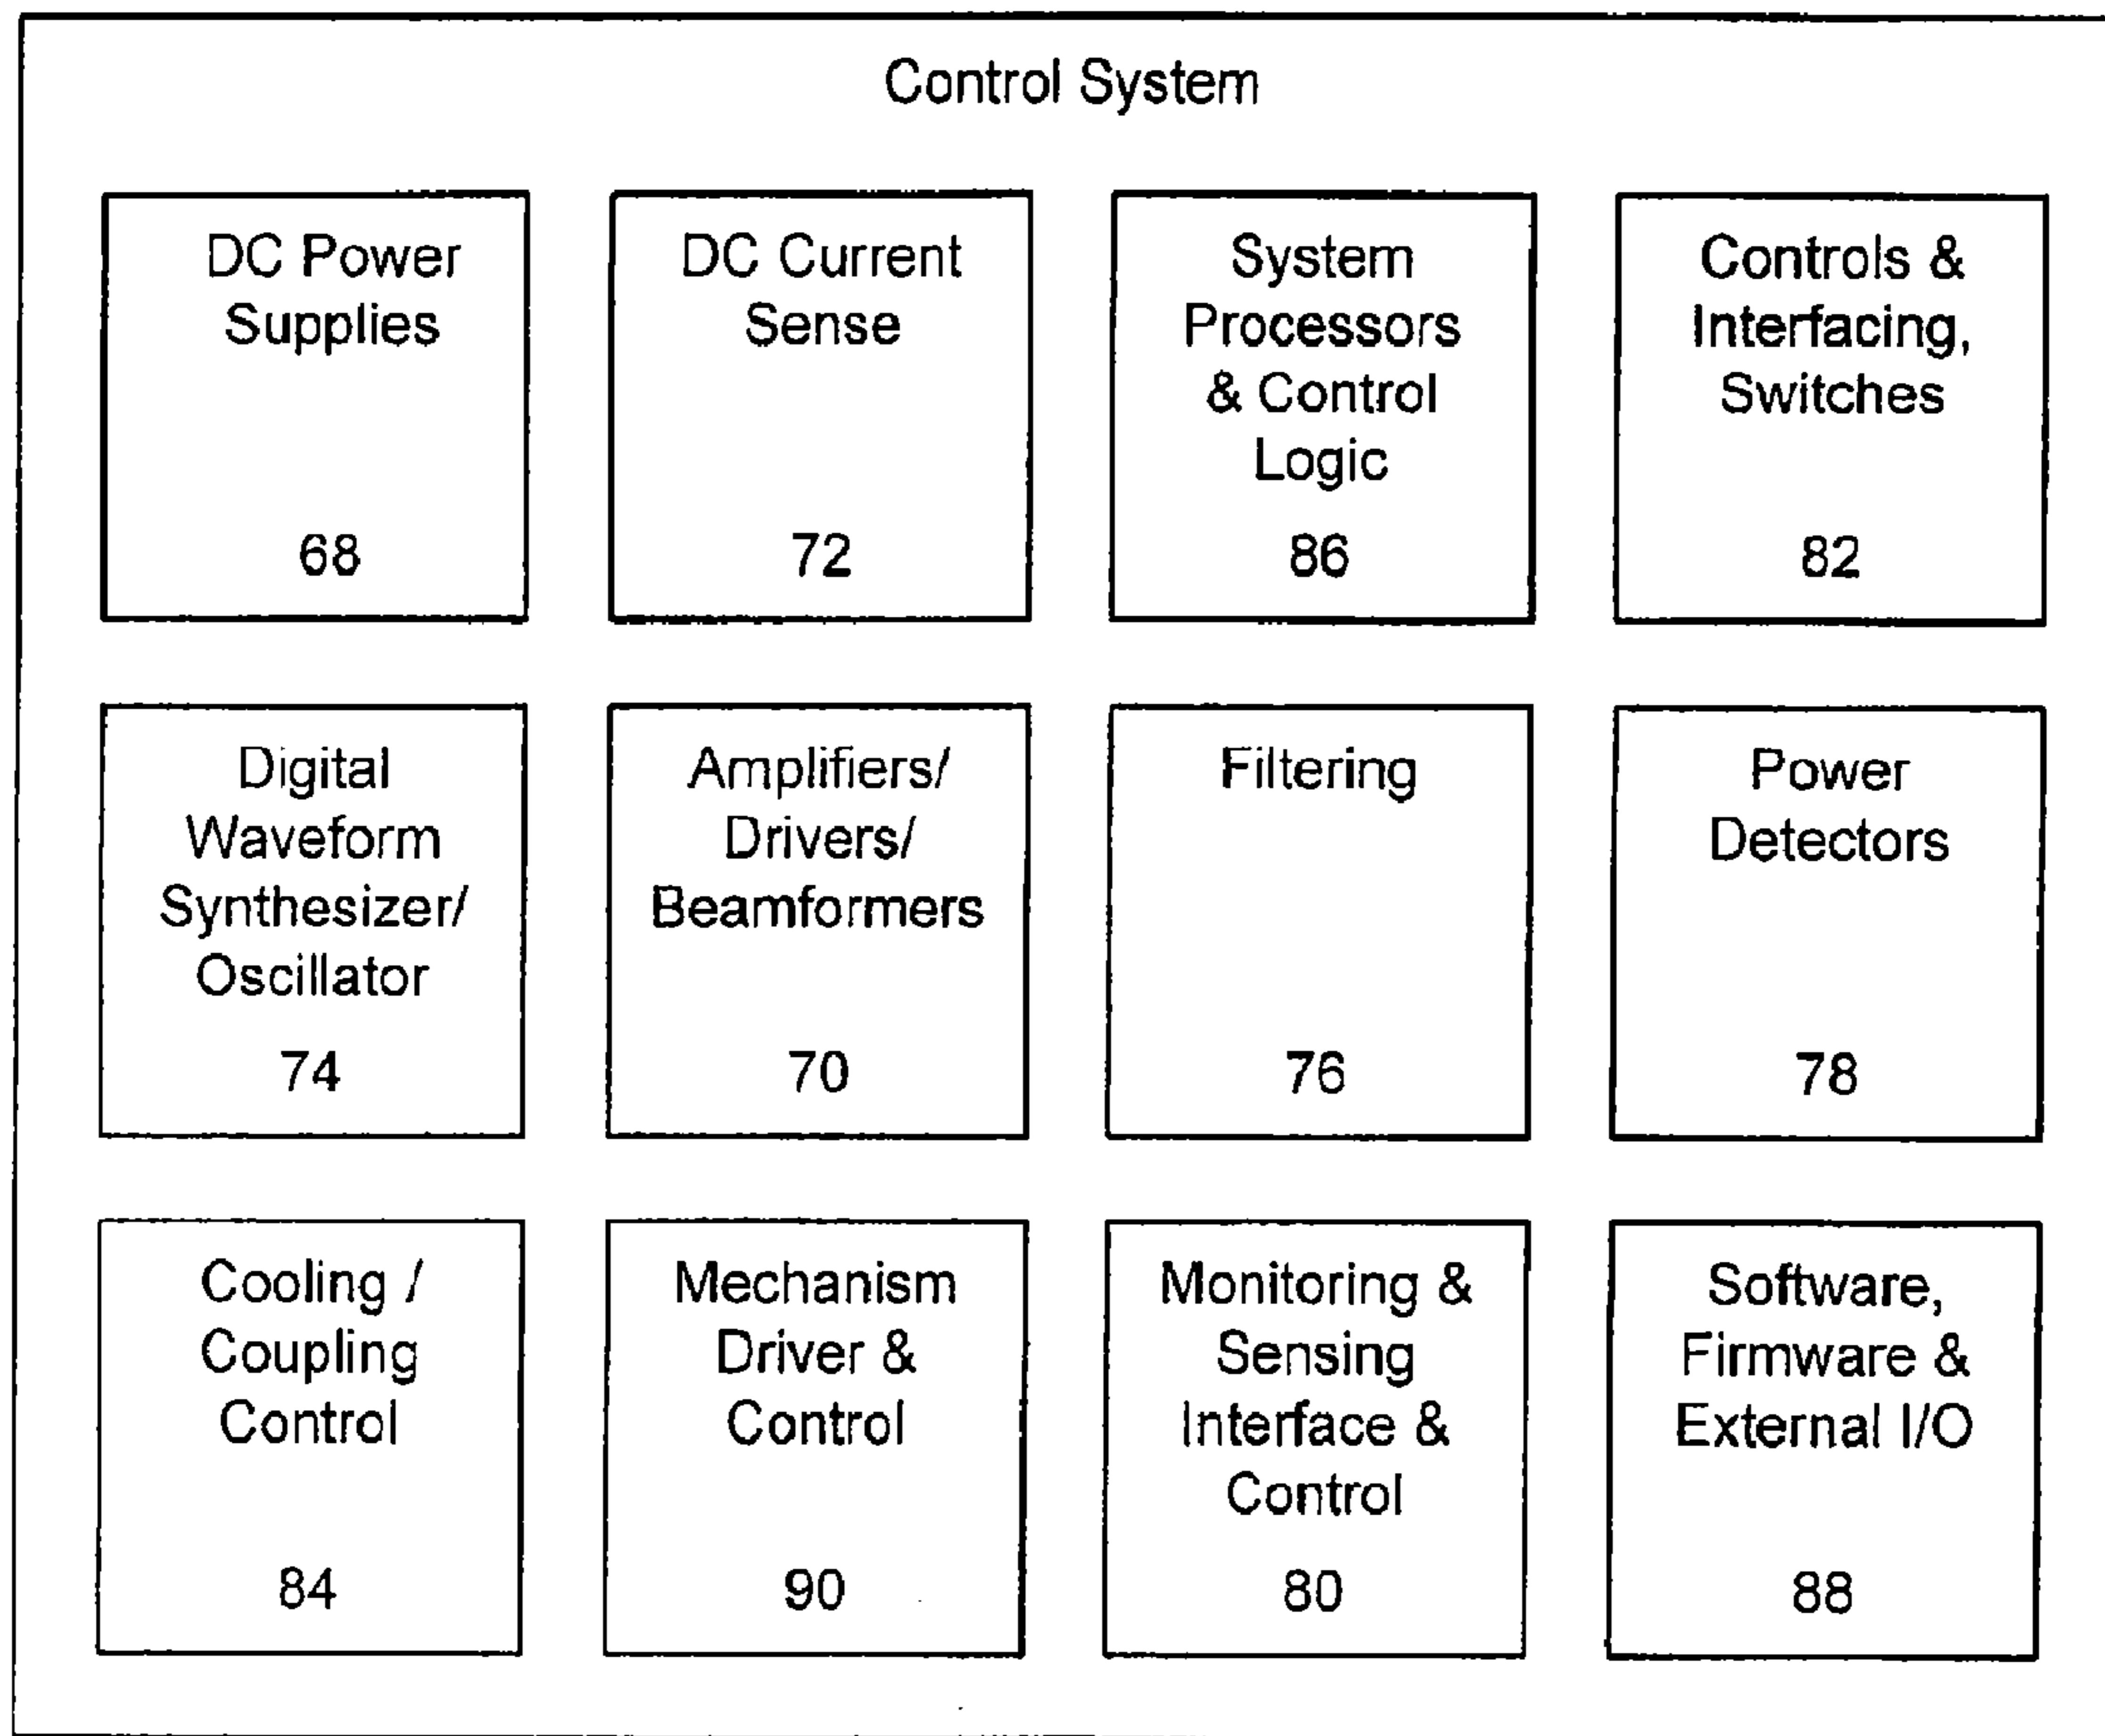 Control System
DC Power
Supplies
68
DC Current
Sense
72
System
Processors
& Control
Logic
86
Controls &
Interfacing,
Switches
82
Digital
Waveform
Synthesizer/
Oscillator
74
Amplifiers/
Drivers/
Beamformers
70
Filtering
76
Power
Detectors
78
Cooling /
Coupling
Control
84
Mechanism
Driver &
Control
90
Monitoring &
Sensing
Interface &
Control
80
Software,
Firmware &
External I/O
88